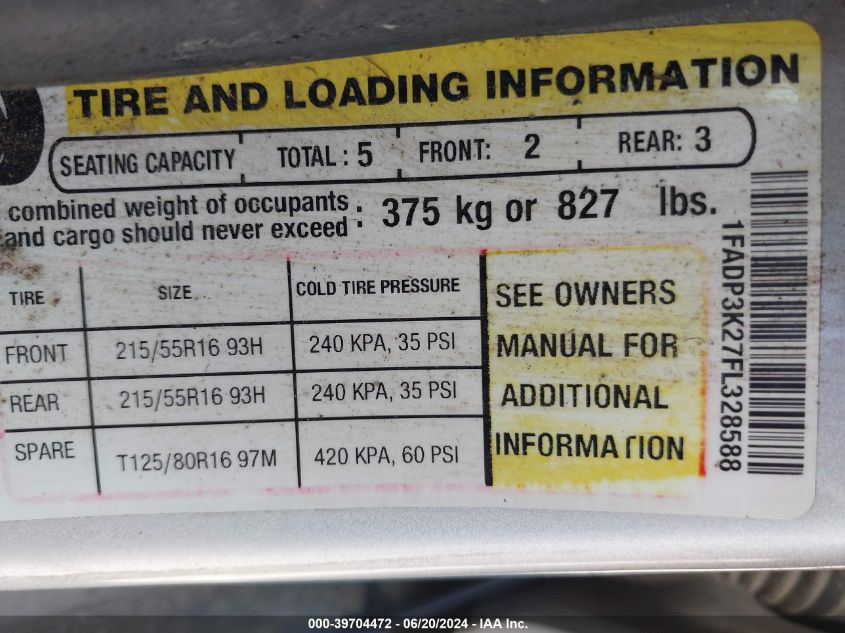 TIRE AND LOADING INFORMATION
SEATING CAPACITY TOTAL : 5 FRONT: 2 REAR: 3
combined weight of occupants
and cargo should never exceed : 375 kg or 827 lbs.
TIRE SIZE COLD TIRE PRESSURE
FRONT 215/55R16 93H 240 KPA, 35 PSI
REAR 215/55R16 93H 240 KPA, 35 PSI
SPARE T125/80R16 97M 420 KPA, 60 PSI
SEE OWNERS
MANUAL FOR
ADDITIONAL
INFORMATION
1FADP3K27FL328588
000-39704472 / 06/20/2024 - IAA Inc.